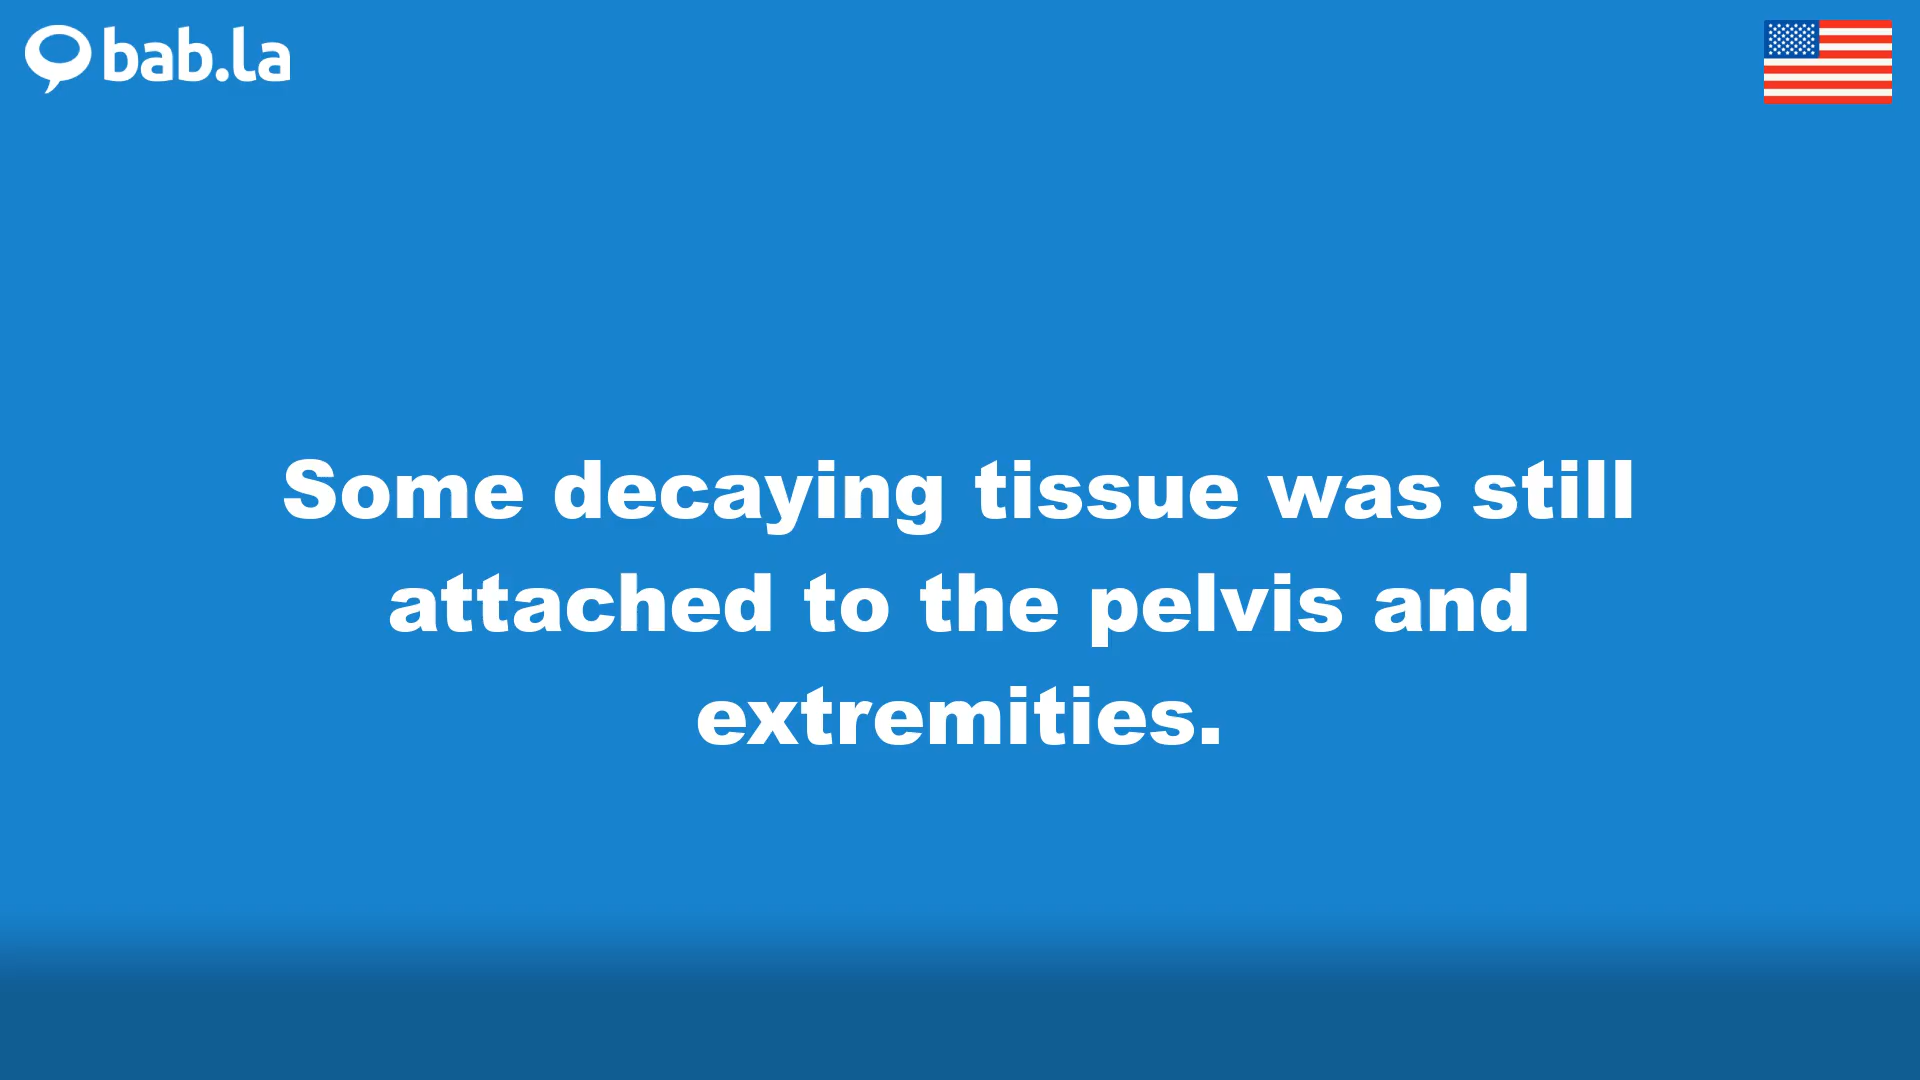 bab.la
Some decaying tissue was still
attached to the pelvis and
extremities.